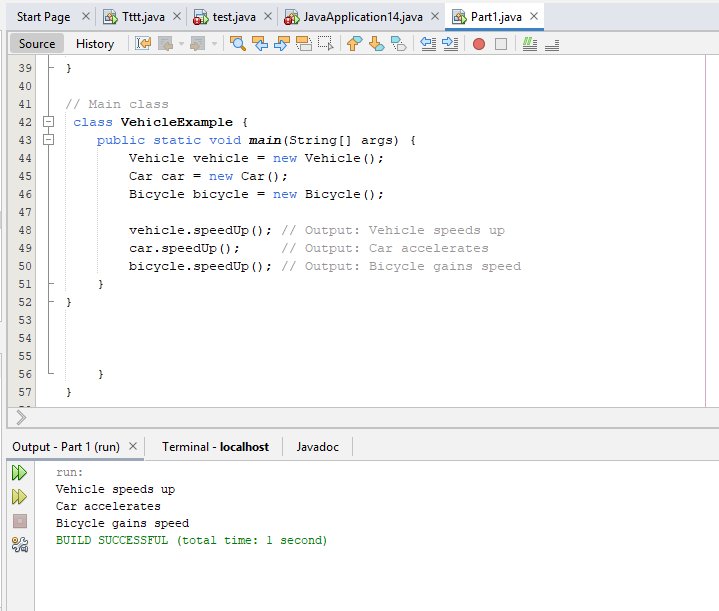 Start Page × Tttt.java × test.java × JavaApplication14.java × Part1.java ×
Source History
39 }
40
41 // Main class
42 class VehicleExample {
43 public static void main(String[] args) {
44 Vehicle vehicle = new Vehicle();
45 Car car = new Car();
46 Bicycle bicycle = new Bicycle();
47
48 vehicle.speedUp(); // Output: Vehicle speeds up
49 car.speedUp(); // Output: Car accelerates
50 bicycle.speedUp(); // Output: Bicycle gains speed
51 }
52 }
53
54
55
56 }
57 }
Output - Part 1 (run) × Terminal - localhost Javadoc
run:
Vehicle speeds up
Car accelerates
Bicycle gains speed
BUILD SUCCESSFUL (total time: 1 second)